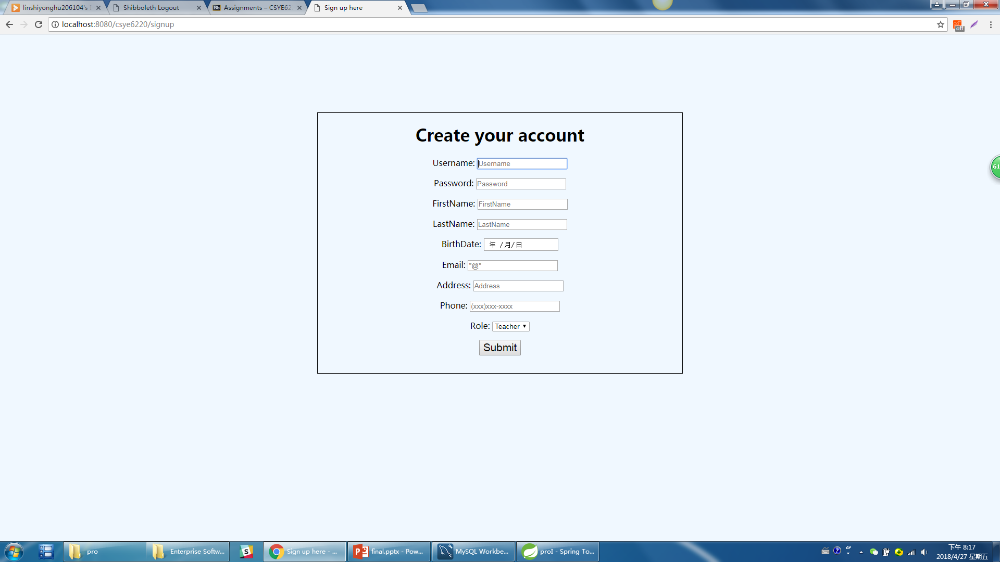 linshiyonghu206104's
Shibboleth Logout
Assignments – CSYE62
Sign up here
localhost:8080/csye6220/signup
off
Create your account
Username: Username
Password: Password
FirstName: FirstName
LastName: LastName
BirthDate: 年 /月/日
Email: *@*
Address: Address
Phone: (xxx)xxx-xxxx
Role: Teacher
Submit
61
pro
Enterprise Softw...
Sign up here - ...
final.pptx - Pow...
MySQL Workbe...
proI - Spring To...
下午 8:17
2018/4/27 星期五